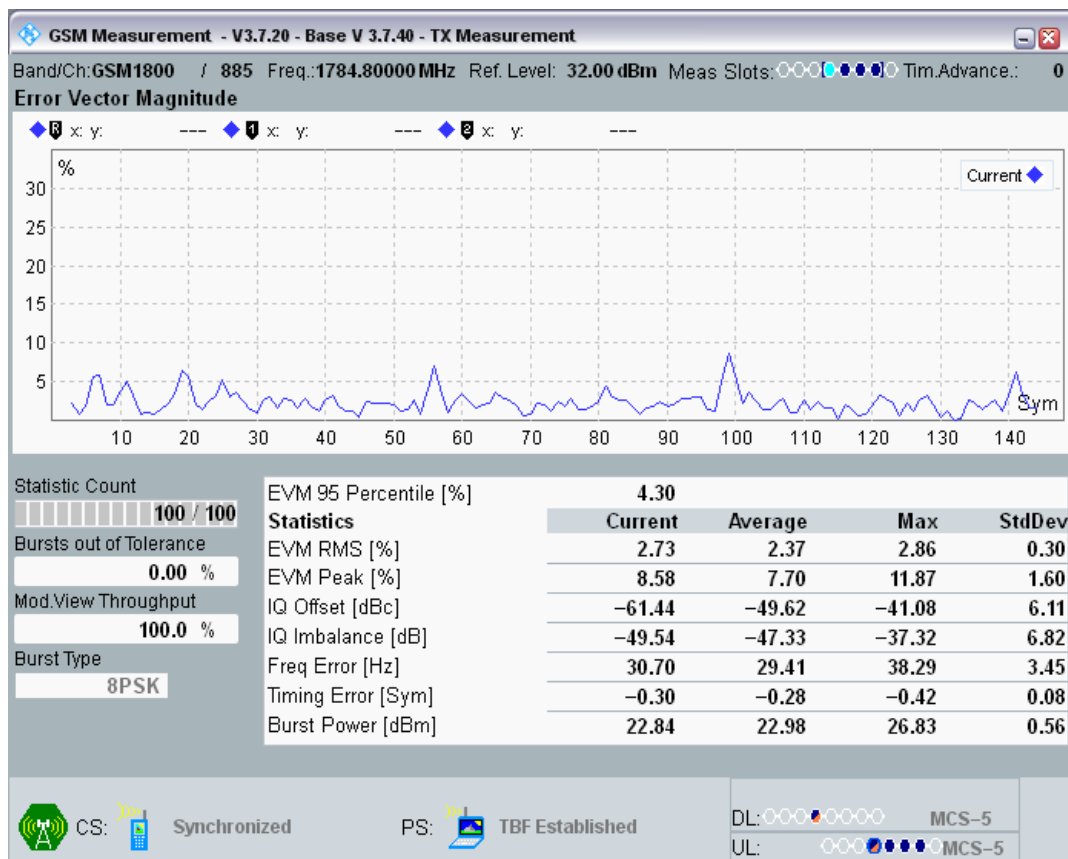 GSM Measurement - V3.7.20 - Base V 3.7.40 - TX Measurement
Band/Ch:GSM1800 / 885 Freq.:1784.80000 MHz Ref. Level: 32.00 dBm Meas Slots: Tim.Advance.: 0
Error Vector Magnitude
R x: y: --- 1 x: y: --- 2 x: y: ---
%
Current
30
25
20
15
10
5
Sym
10 20 30 40 50 60 70 80 90 100 110 120 130 140
Statistic Count
100 / 100
Bursts out of Tolerance
0.00 %
Mod.View Throughput
100.0 %
Burst Type
8PSK
EVM 95 Percentile [%] 4.30
Statistics Current Average Max StdDev
EVM RMS [%] 2.73 2.37 2.86 0.30
EVM Peak [%] 8.58 7.70 11.87 1.60
IQ Offset [dBc] −61.44 −49.62 −41.08 6.11
IQ Imbalance [dB] −49.54 −47.33 −37.32 6.82
Freq Error [Hz] 30.70 29.41 38.29 3.45
Timing Error [Sym] −0.30 −0.28 −0.42 0.08
Burst Power [dBm] 22.84 22.98 26.83 0.56
CS: Synchronized PS: TBF Established
DL: MCS−5
UL: MCS−5